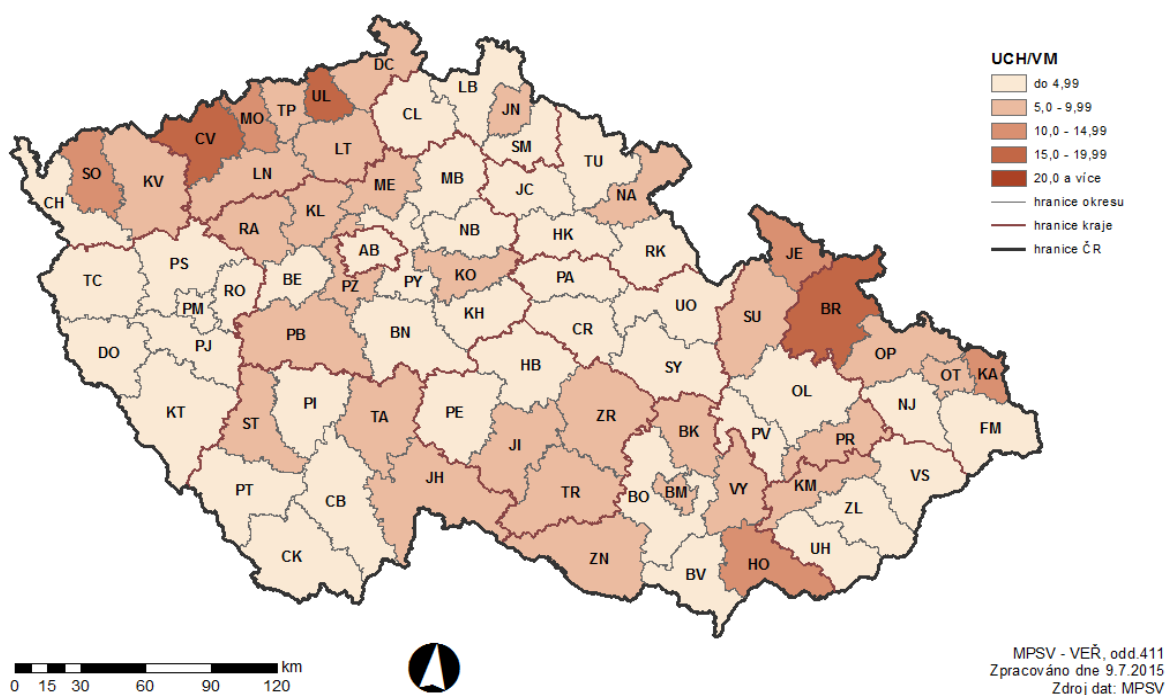 UCH/VM
do 4,99
5,0 - 9,99
10,0 - 14,99
15,0 - 19,99
20,0 a více
hranice okresu
hranice kraje
hranice ČR
DC
LB
UL
TP
MO
JN
CL
CV
SM
LT
TU
SO
KV
LN
ME
MB
JC
NA
CH
KL
RA
NB
HK
AB
RK
JE
PS
KO
TC
BE
PZ
PY
PA
RO
PM
KH
UO
SU
BR
PB
BN
CR
DO
PJ
OP
HB
SY
OT
KA
OL
NJ
KT
PI
PE
ZR
ST
TA
FM
BK
PV
PR
JI
VS
JH
KM
PT
TR
BM
VY
BO
CB
ZL
UH
CK
ZN
HO
BV
km
0 15 30 60 90 120
MPSV - VEŘ, odd.411
Zpracováno dne 9.7.2015
Zdroj dat: MPSV